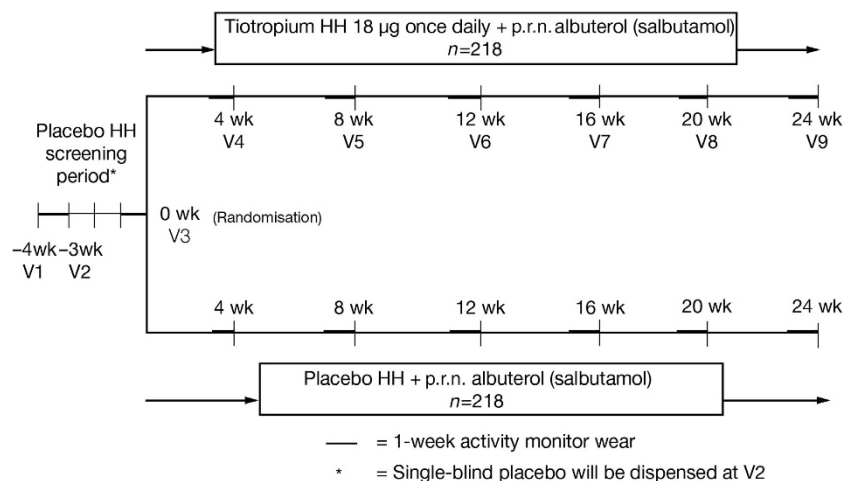 Tiotropium HH 18 µg once daily + p.r.n. albuterol (salbutamol)
n=218
4 wk 8 wk 12 wk 16 wk 20 wk 24 wk
V4 V5 V6 V7 V8 V9
Placebo HH
screening
period*
0 wk (Randomisation)
V3
–4wk –3wk
V1 V2
4 wk 8 wk 12 wk 16 wk 20 wk 24 wk
Placebo HH + p.r.n. albuterol (salbutamol)
n=218
= 1-week activity monitor wear
* = Single-blind placebo will be dispensed at V2